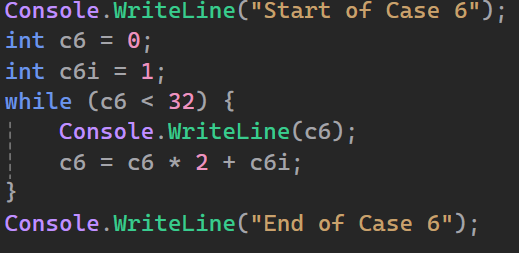 Console.WriteLine("Start of Case 6");
int c6 = 0;
int c6i = 1;
while (c6 < 32) {
    Console.WriteLine(c6);
    c6 = c6 * 2 + c6i;
}
Console.WriteLine("End of Case 6");